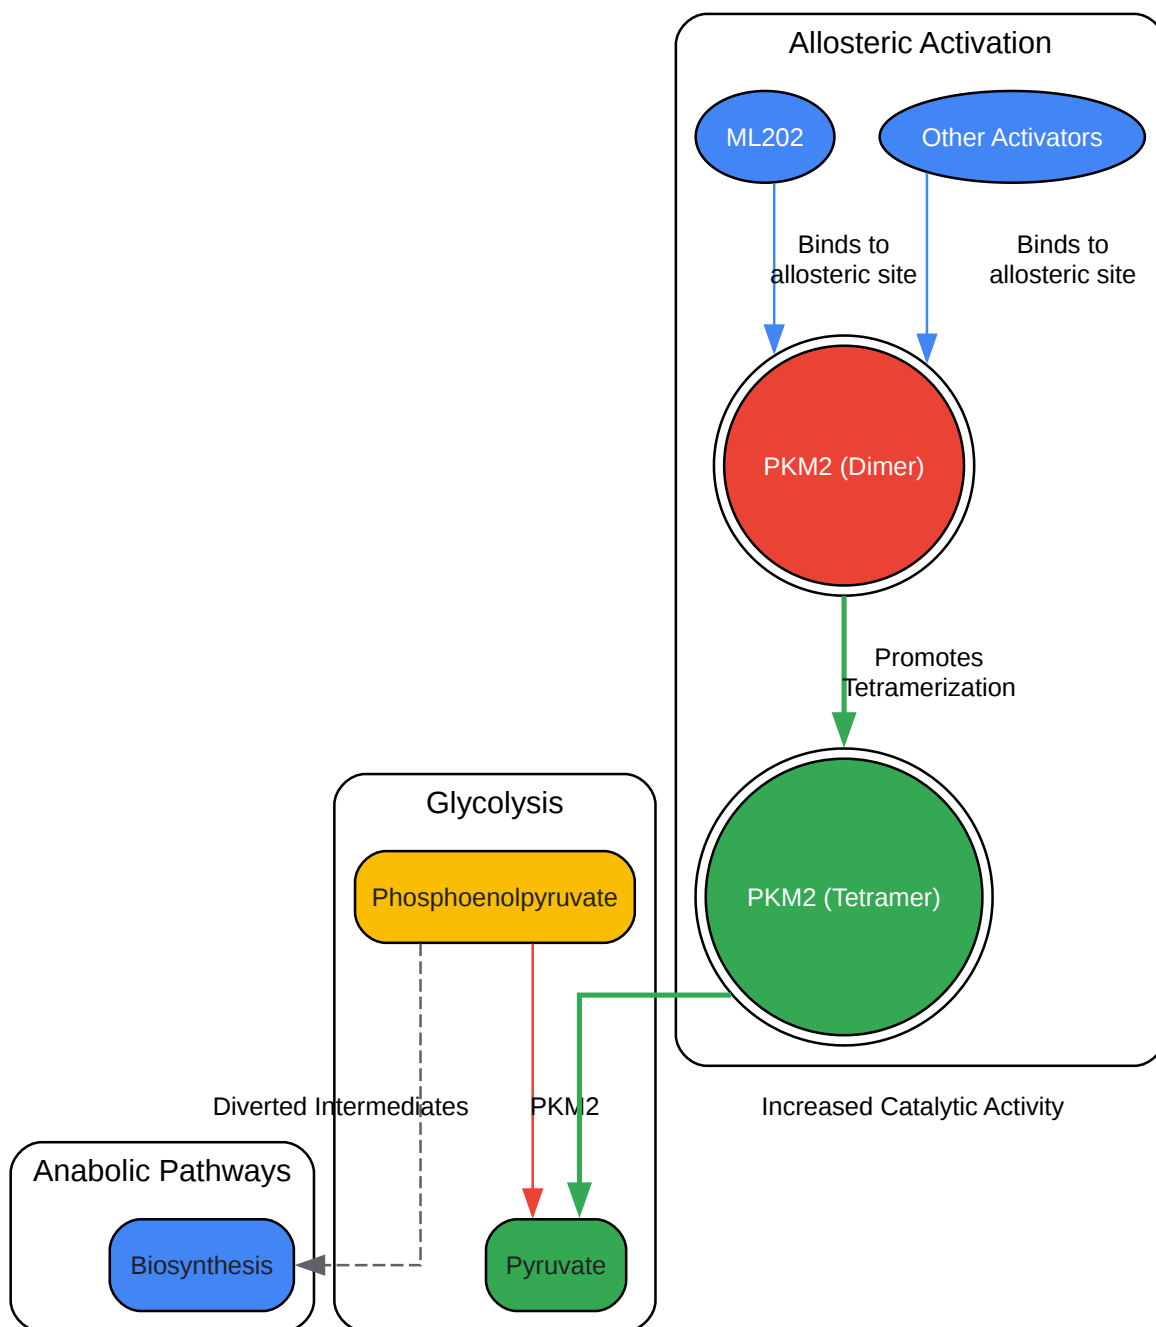 Allosteric Activation
ML202
Other Activators
Binds to
allosteric site
Binds to
allosteric site
PKM2 (Dimer)
Promotes
Tetramerization
PKM2 (Tetramer)
Glycolysis
Phosphoenolpyruvate
Diverted Intermediates
PKM2
Increased Catalytic Activity
Anabolic Pathways
Biosynthesis
Pyruvate